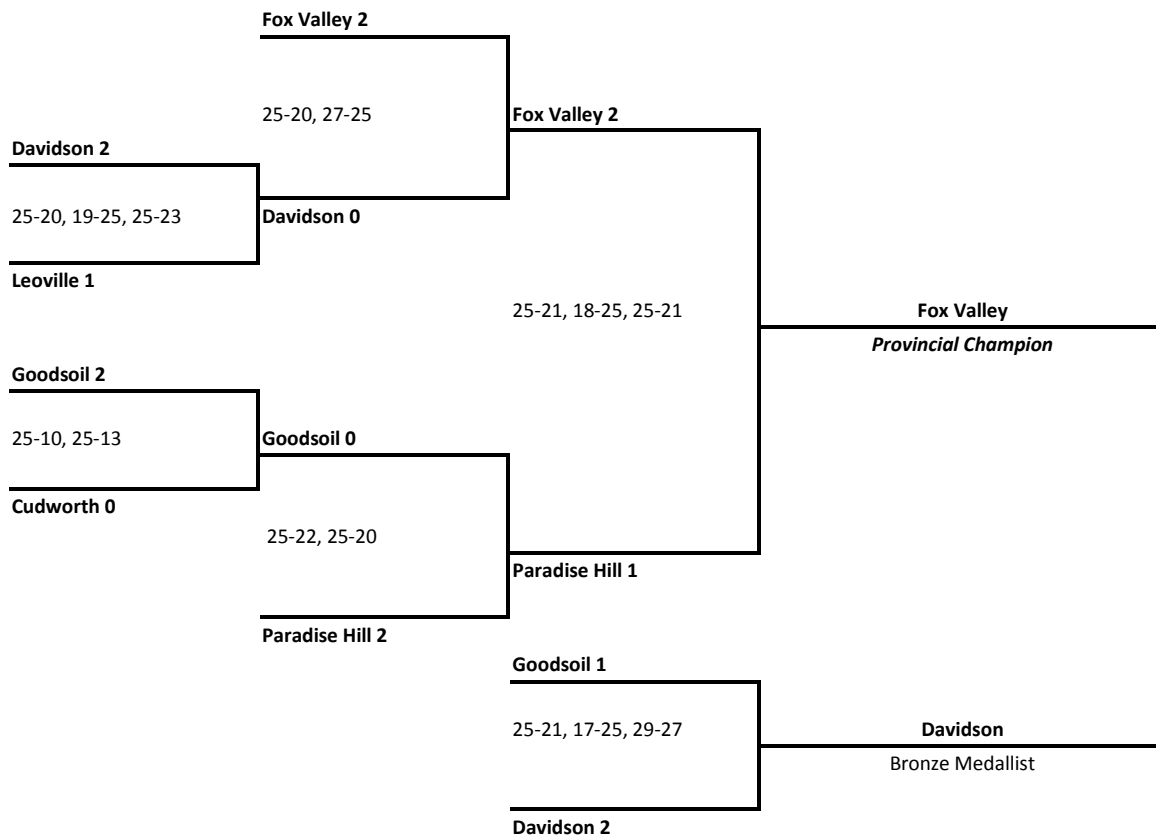 Fox Valley 2
25-20, 27-25
Fox Valley 2
Davidson 2
25-20, 19-25, 25-23
Davidson 0
Leoville 1
25-21, 18-25, 25-21
Fox Valley
Provincial Champion
Goodsoil 2
25-10, 25-13
Goodsoil 0
Cudworth 0
25-22, 25-20
Paradise Hill 1
Paradise Hill 2
Goodsoil 1
25-21, 17-25, 29-27
Davidson
Bronze Medallist
Davidson 2